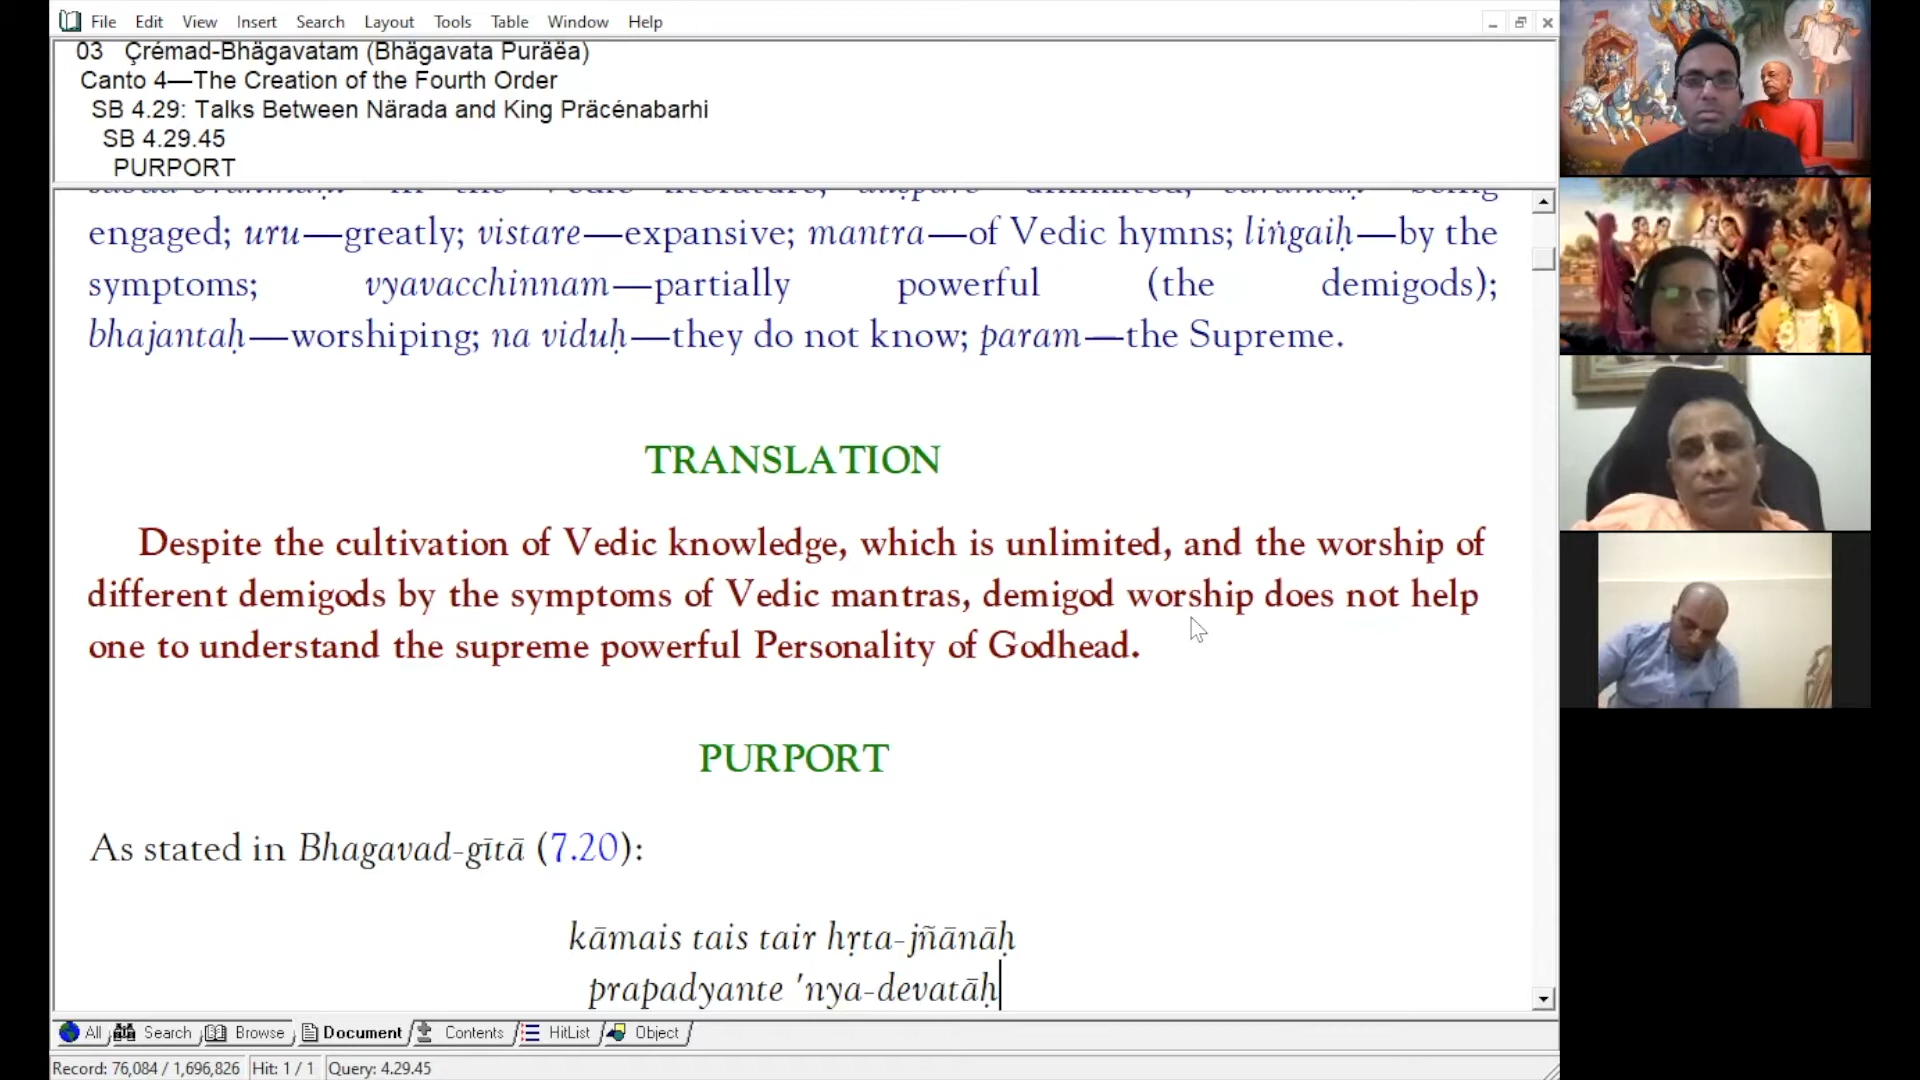 File Edit View Insert Search Layout Tools Table Window Help
03 Çrémad-Bhägavatam (Bhägavata Puräëa)
Canto 4—The Creation of the Fourth Order
SB 4.29: Talks Between Närada and King Präcénabarhi
SB 4.29.45
PURPORT
engaged; uru—greatly; vistare—expansive; mantra—of Vedic hymns; liṅgaiḥ—by the
symptoms; vyavacchinnam—partially powerful (the demigods);
bhajantaḥ—worshiping; na viduḥ—they do not know; param—the Supreme.
TRANSLATION
Despite the cultivation of Vedic knowledge, which is unlimited, and the worship of
different demigods by the symptoms of Vedic mantras, demigod worship does not help
one to understand the supreme powerful Personality of Godhead.
PURPORT
As stated in Bhagavad-gītā (7.20):
kāmais tais tair hṛta-jñānāḥ
prapadyante 'nya-devatāḥ
All Search Browse Document Contents HitList Object
Record: 76,084 / 1,696,826 Hit: 1 / 1 Query: 4.29.45